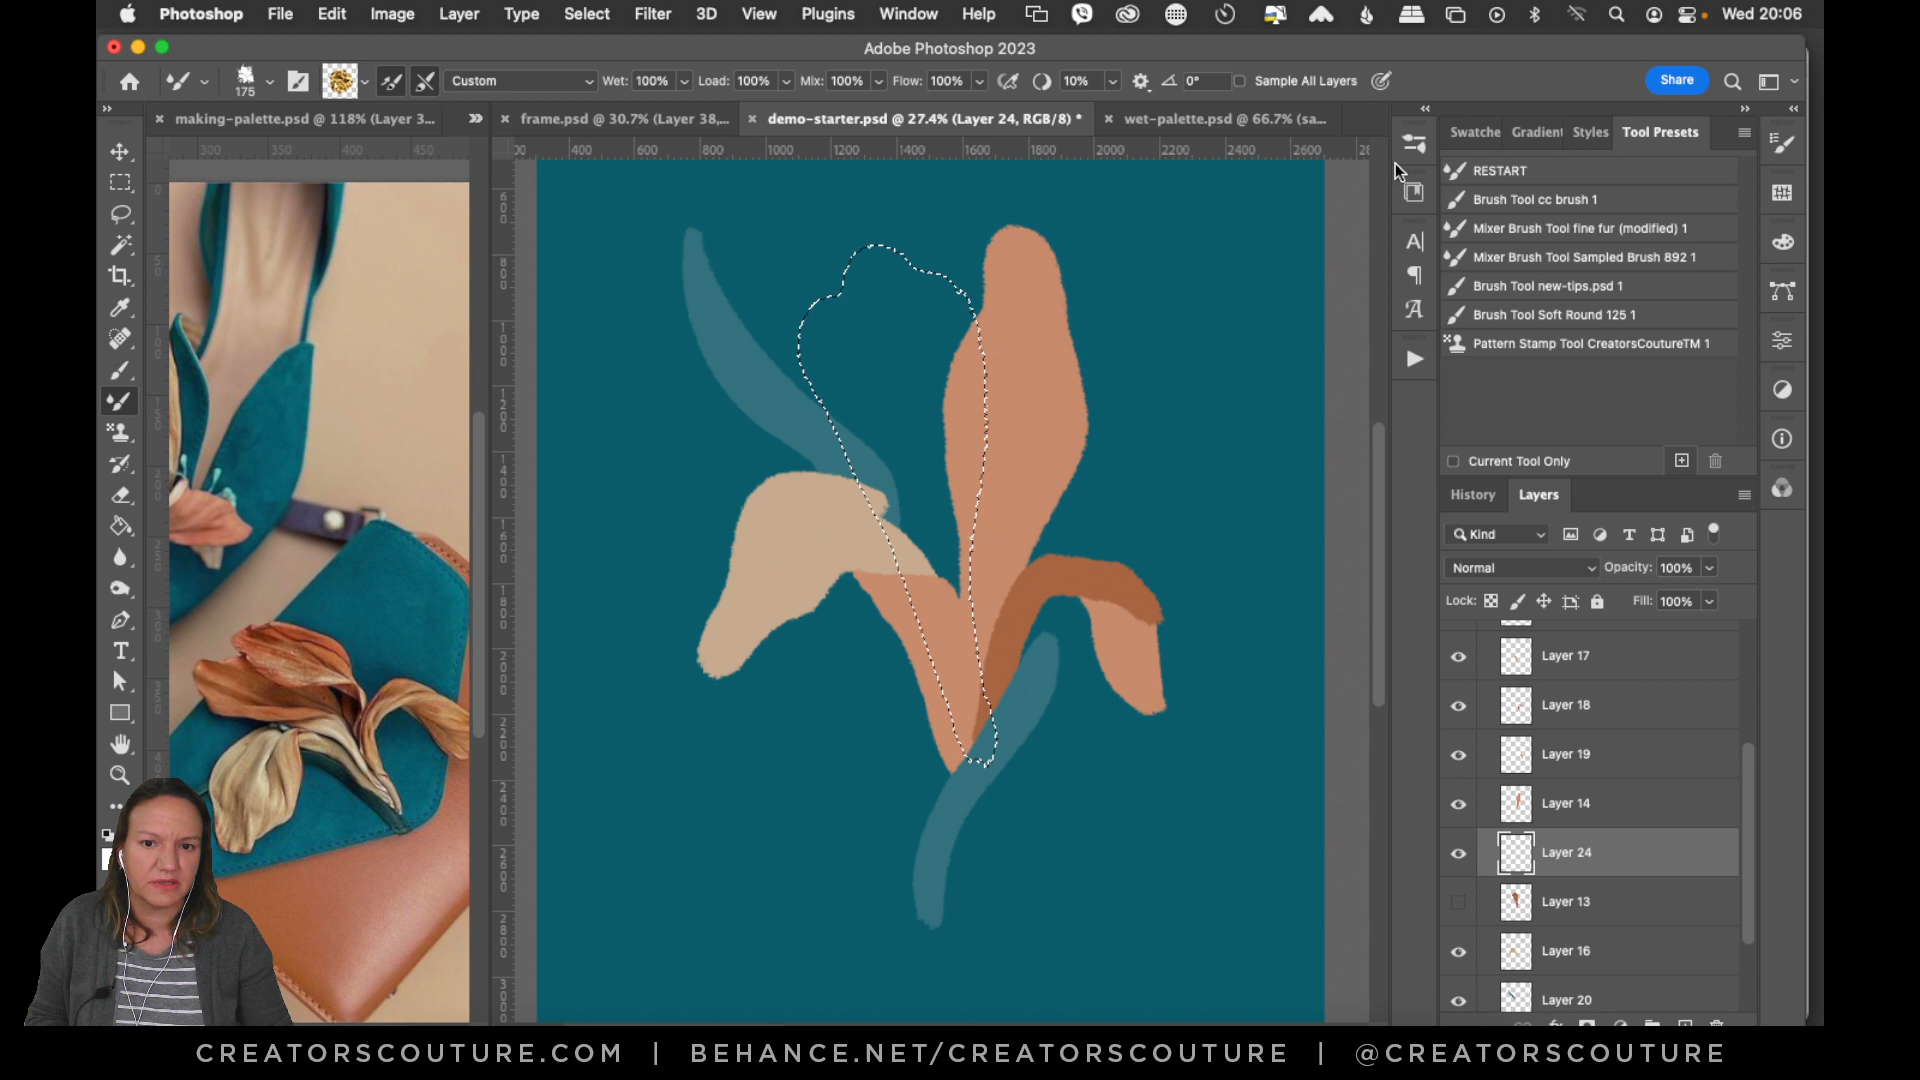 Photoshop File Edit Image Layer Type Select Filter 3D View Plugins Window Help Wed 20:06
Adobe Photoshop 2023
175 Custom Wet: 100% Load: 100% Mix: 100% Flow: 100% 10% 0° Sample All Layers Share
making-palette.psd @ 118% (Layer 3... frame.psd @ 30.7% (Layer 38,... demo-starter.psd @ 27.4% (Layer 24, RGB/8) * wet-palette.psd @ 66.7% (sa...
Swatche Gradient Styles Tool Presets
300 350 400 450 400 600 800 1000 1200 1400 1600 1800 2000 2200 2400 2600
RESTART
Brush Tool cc brush 1
Mixer Brush Tool fine fur (modified) 1
Mixer Brush Tool Sampled Brush 892 1
Brush Tool new-tips.psd 1
Brush Tool Soft Round 125 1
Pattern Stamp Tool CreatorsCoutureTM 1
Current Tool Only
History Layers
Kind
Normal Opacity: 100%
Lock: Fill: 100%
Layer 17
Layer 18
Layer 19
Layer 14
Layer 24
Layer 13
Layer 16
Layer 20
CREATORSCOUTURE.COM | BEHANCE.NET/CREATORSCOUTURE | @CREATORSCOUTURE